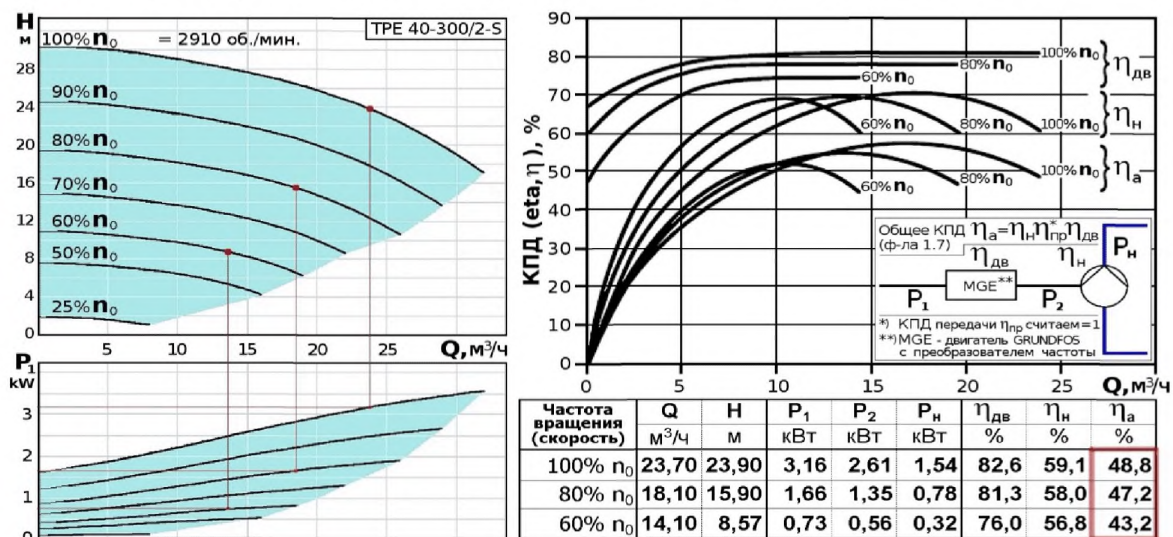 H
м
100% n₀ = 2910 об./мин.
TPE 40-300/2-S
28
90% n₀
24
80% n₀
20
70% n₀
16
60% n₀
12
50% n₀
8
25% n₀
4
0
5 10 15 20 25 Q,м³/ч
P₁
kW
3
2
1
0
КПД (eta,η), %
90
80
70
60
50
40
30
20
10
0
0 5 10 15 20 Q,м³/ч
100% n₀
80% n₀
60% n₀
ηдв
60% n₀ 80% n₀ 100% n₀
ηн
100% n₀
80% n₀
60% n₀
ηа
Общее КПД ηа=ηнηпр*ηдв
(ф-ла 1.7)
ηдв ηн Pн
MGE**
P₁ P₂
*) КПД передачи ηпр считаем=1
**)MGE - двигатель GRUNDFOS
с преобразователем частоты
Частота вращения (скорость) Q H P₁ P₂ Pн ηдв ηн ηа
м³/ч м кВт кВт кВт % % %
100% n₀ 23,70 23,90 3,16 2,61 1,54 82,6 59,1 48,8
80% n₀ 18,10 15,90 1,66 1,35 0,78 81,3 58,0 47,2
60% n₀ 14,10 8,57 0,73 0,56 0,32 76,0 56,8 43,2